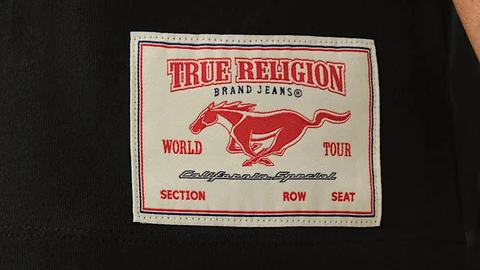 TRUE RELIGION
BRAND JEANS®
WORLD TOUR
California Special
SECTION ROW SEAT